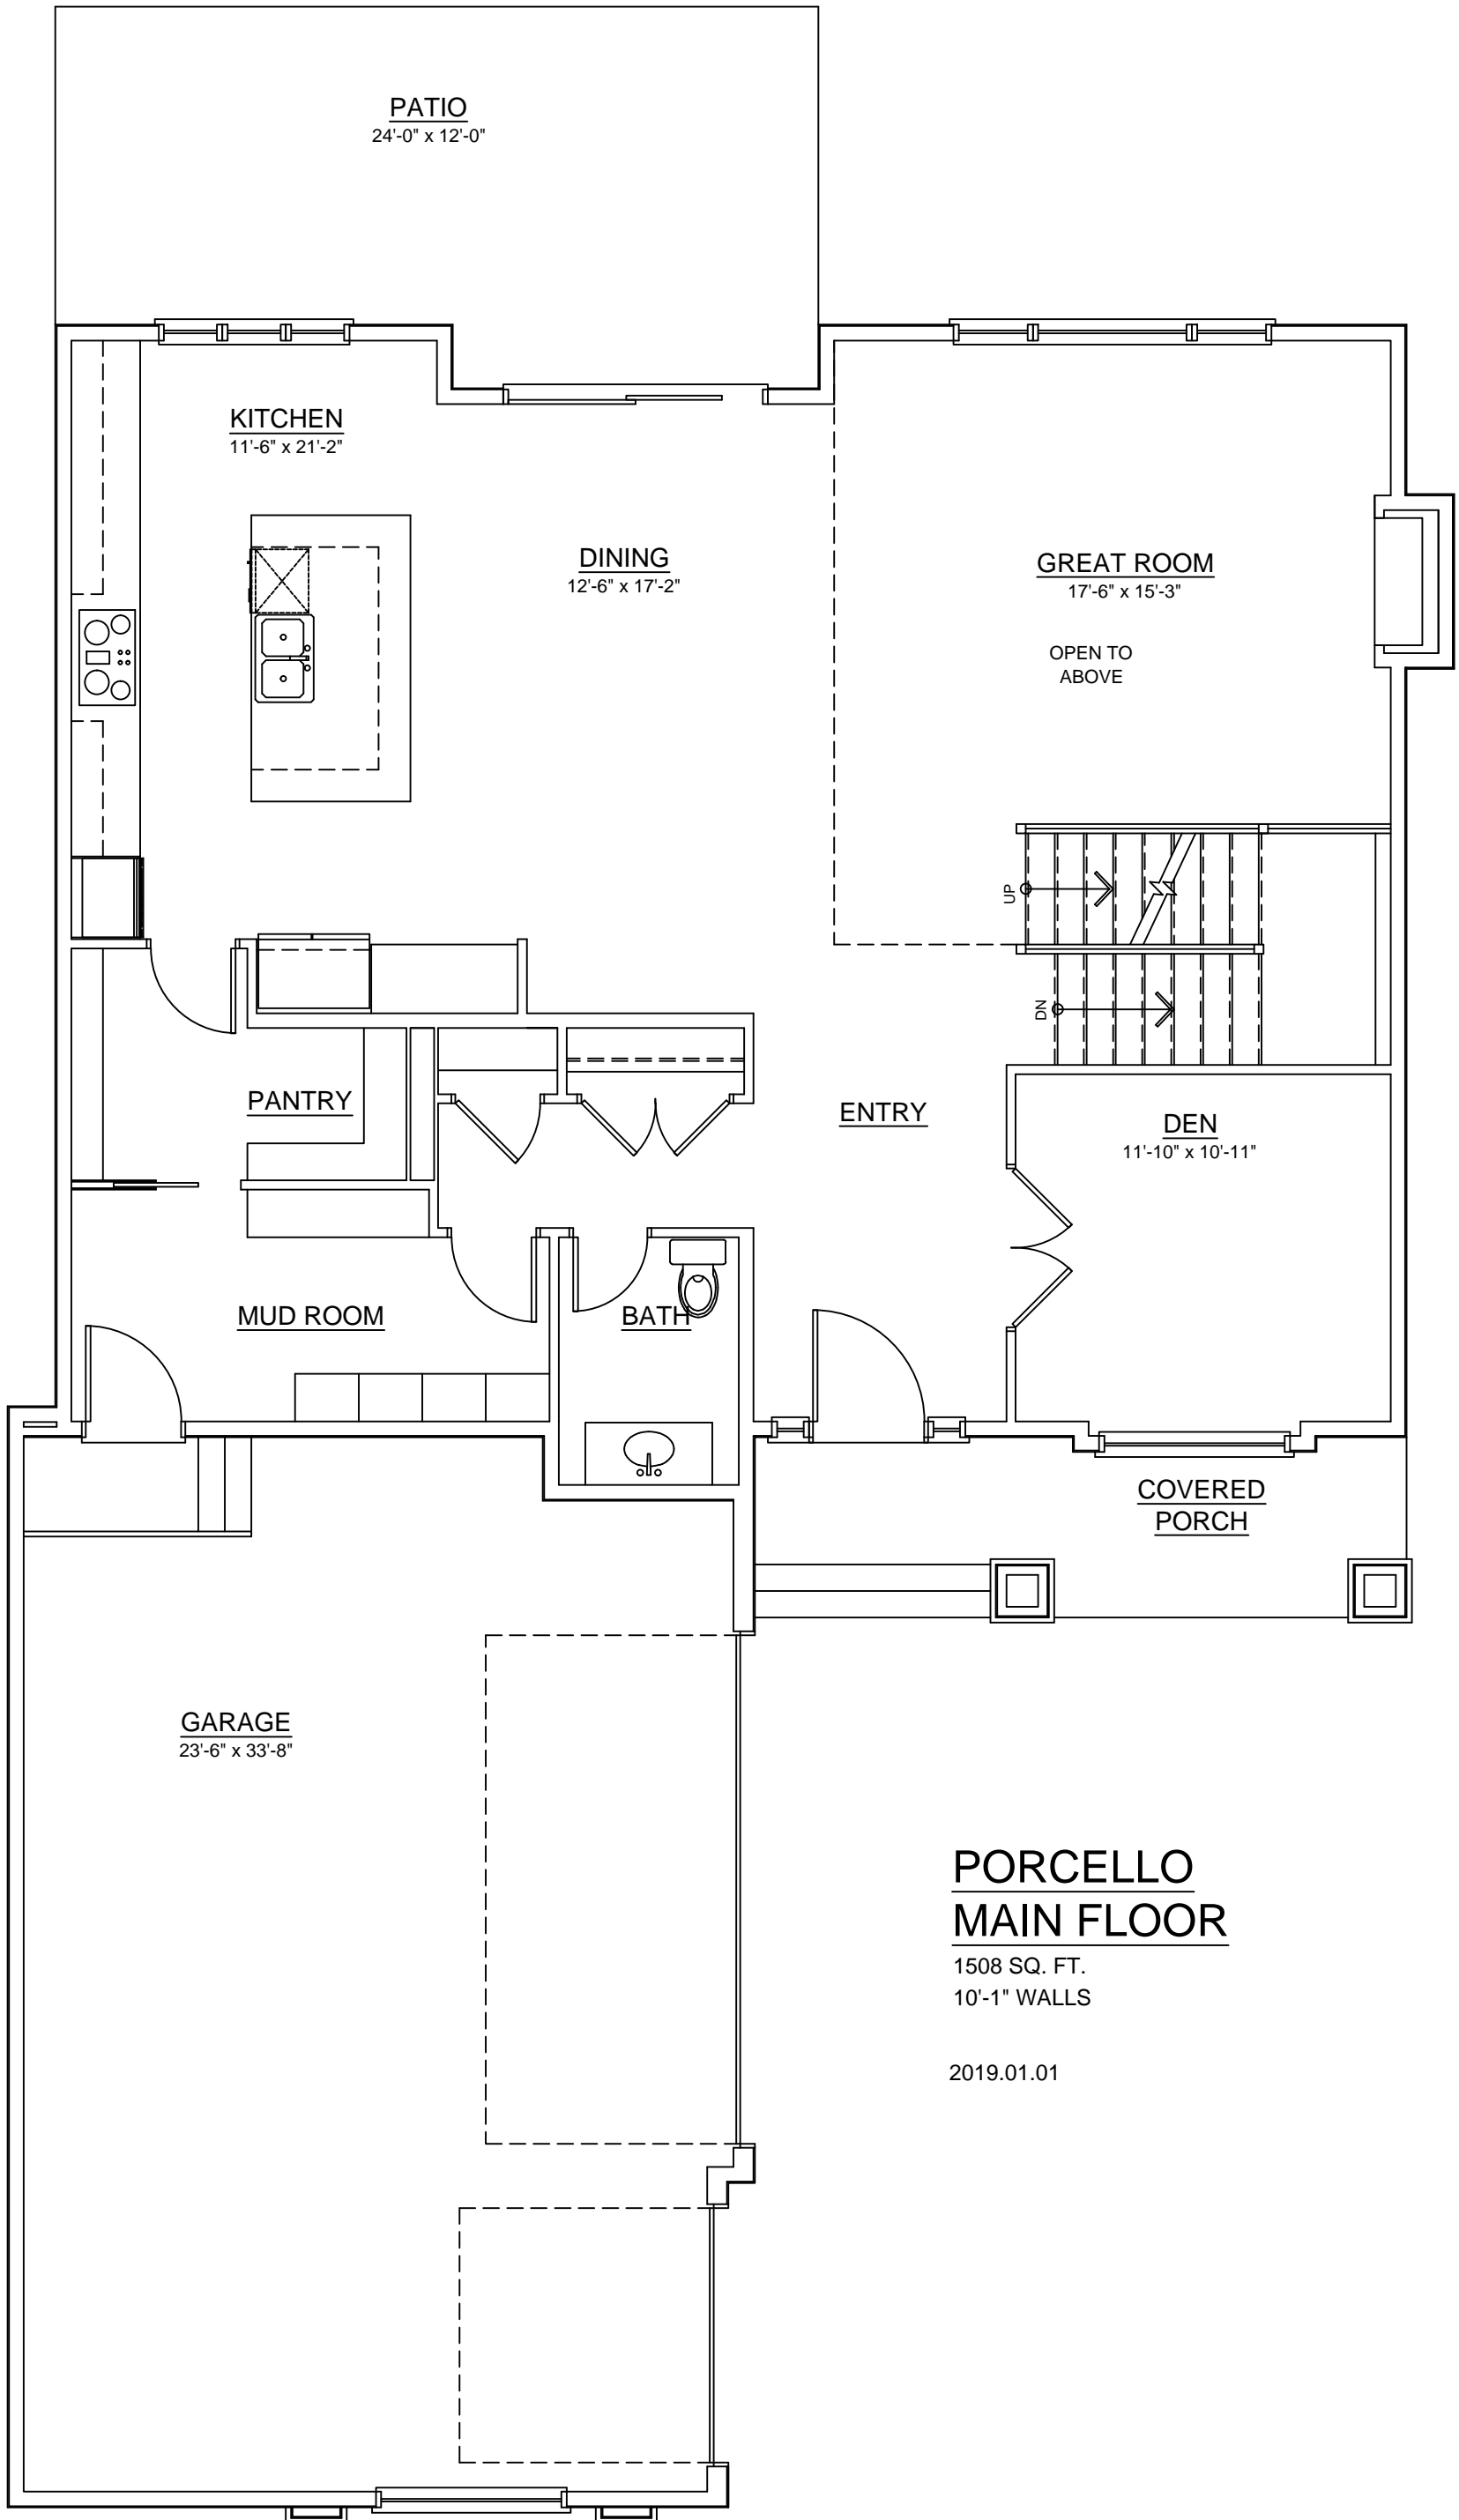 PATIO
24'-0" x 12'-0"
KITCHEN
11'-6" x 21'-2"
DINING
12'-6" x 17'-2"
GREAT ROOM
17'-6" x 15'-3"
OPEN TO
ABOVE
UP
DN
PANTRY
ENTRY
DEN
11'-10" x 10'-11"
MUD ROOM
BATH
COVERED
PORCH
GARAGE
23'-6" x 33'-8"
PORCELLO
MAIN FLOOR
1508 SQ. FT.
10'-1" WALLS
2019.01.01